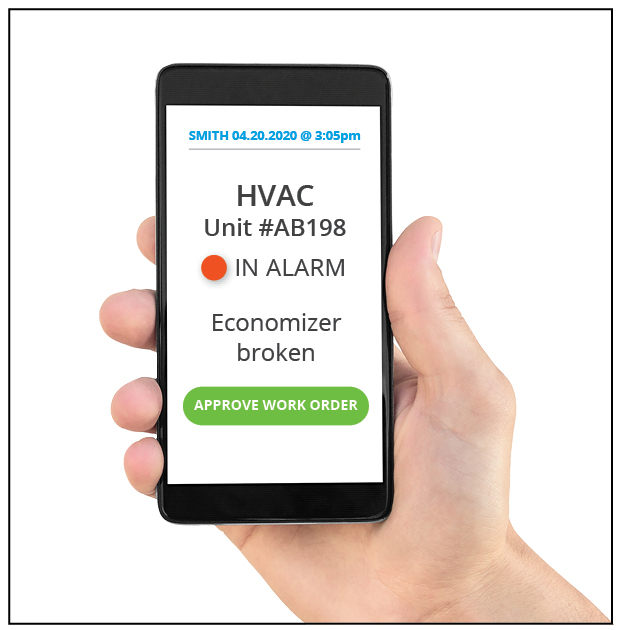 SMITH 04.20.2020 @ 3:05pm
HVAC
Unit #AB198
IN ALARM
Economizer
broken
APPROVE WORK ORDER